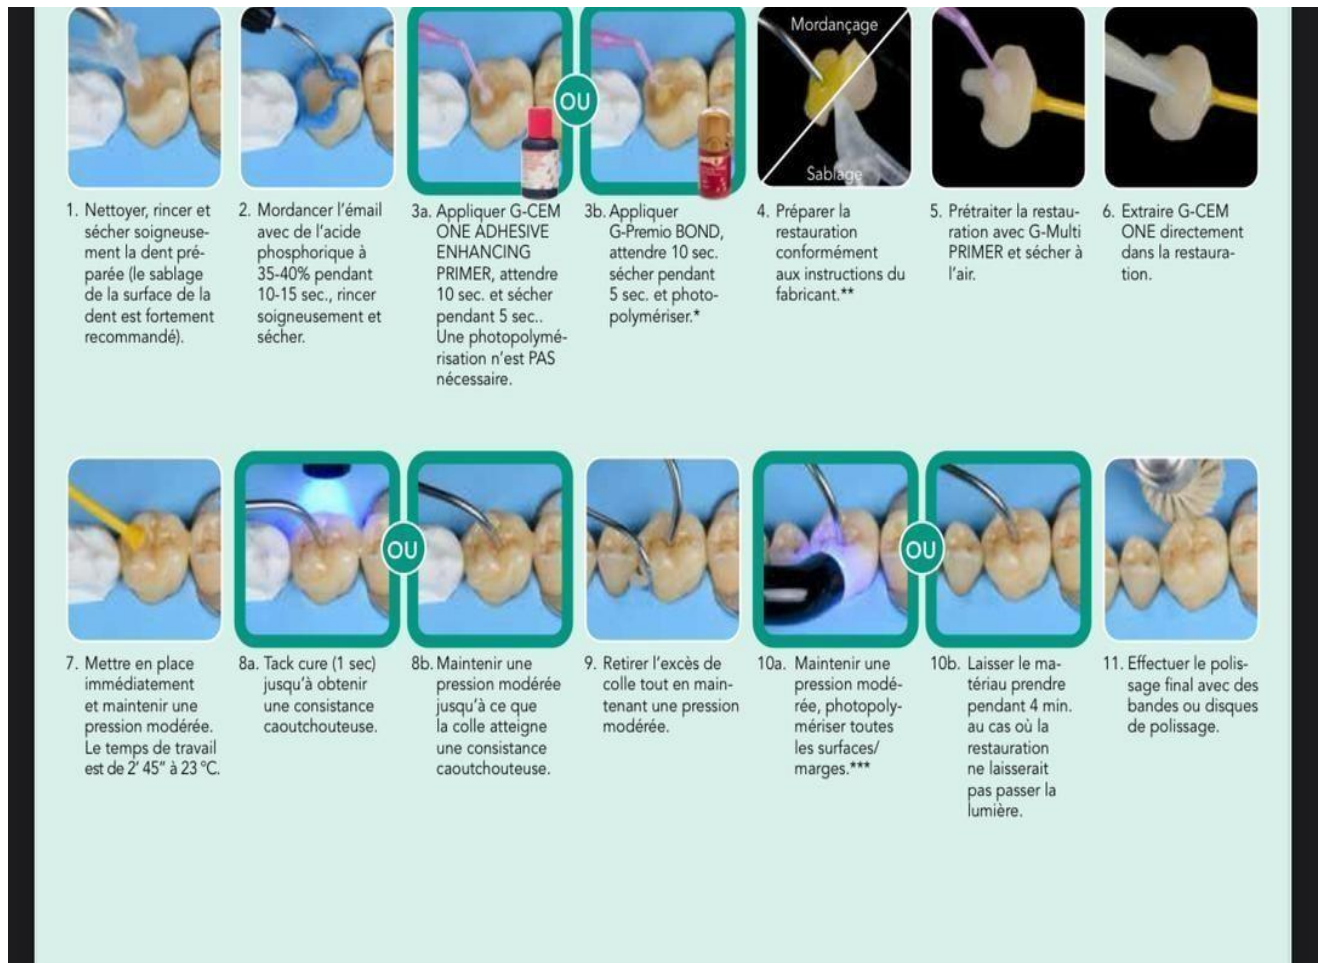 Mordançage
OU
Sablage
1. Nettoyer, rincer et
sécher soigneuse-
ment la dent pré-
parée (le sablage
de la surface de la
dent est fortement
recommandé).
2. Mordancer l’émail
avec de l’acide
phosphorique à
35-40% pendant
10-15 sec., rincer
soigneusement et
sécher.
3a. Appliquer G-CEM
ONE ADHESIVE
ENHANCING
PRIMER, attendre
10 sec. et sécher
pendant 5 sec..
Une photopolymé-
risation n’est PAS
nécessaire.
3b. Appliquer
G-Premio BOND,
attendre 10 sec.
sécher pendant
5 sec. et photo-
polymériser.*
4. Préparer la
restauration
conformément
aux instructions du
fabricant.**
5. Prétraiter la restau-
ration avec G-Multi
PRIMER et sécher à
l’air.
6. Extraire G-CEM
ONE directement
dans la restaura-
tion.
OU
OU
7. Mettre en place
immédiatement
et maintenir une
pression modérée.
Le temps de travail
est de 2’ 45” à 23 °C.
8a. Tack cure (1 sec)
jusqu’à obtenir
une consistance
caoutchouteuse.
8b. Maintenir une
pression modérée
jusqu’à ce que
la colle atteigne
une consistance
caoutchouteuse.
9. Retirer l’excès de
colle tout en main-
tenant une pression
modérée.
10a. Maintenir une
pression modé-
rée, photopoly-
mériser toutes
les surfaces/
marges.***
10b. Laisser le ma-
tériau prendre
pendant 4 min.
au cas où la
restauration
ne laisserait
pas passer la
lumière.
11. Effectuer le polis-
sage final avec des
bandes ou disques
de polissage.